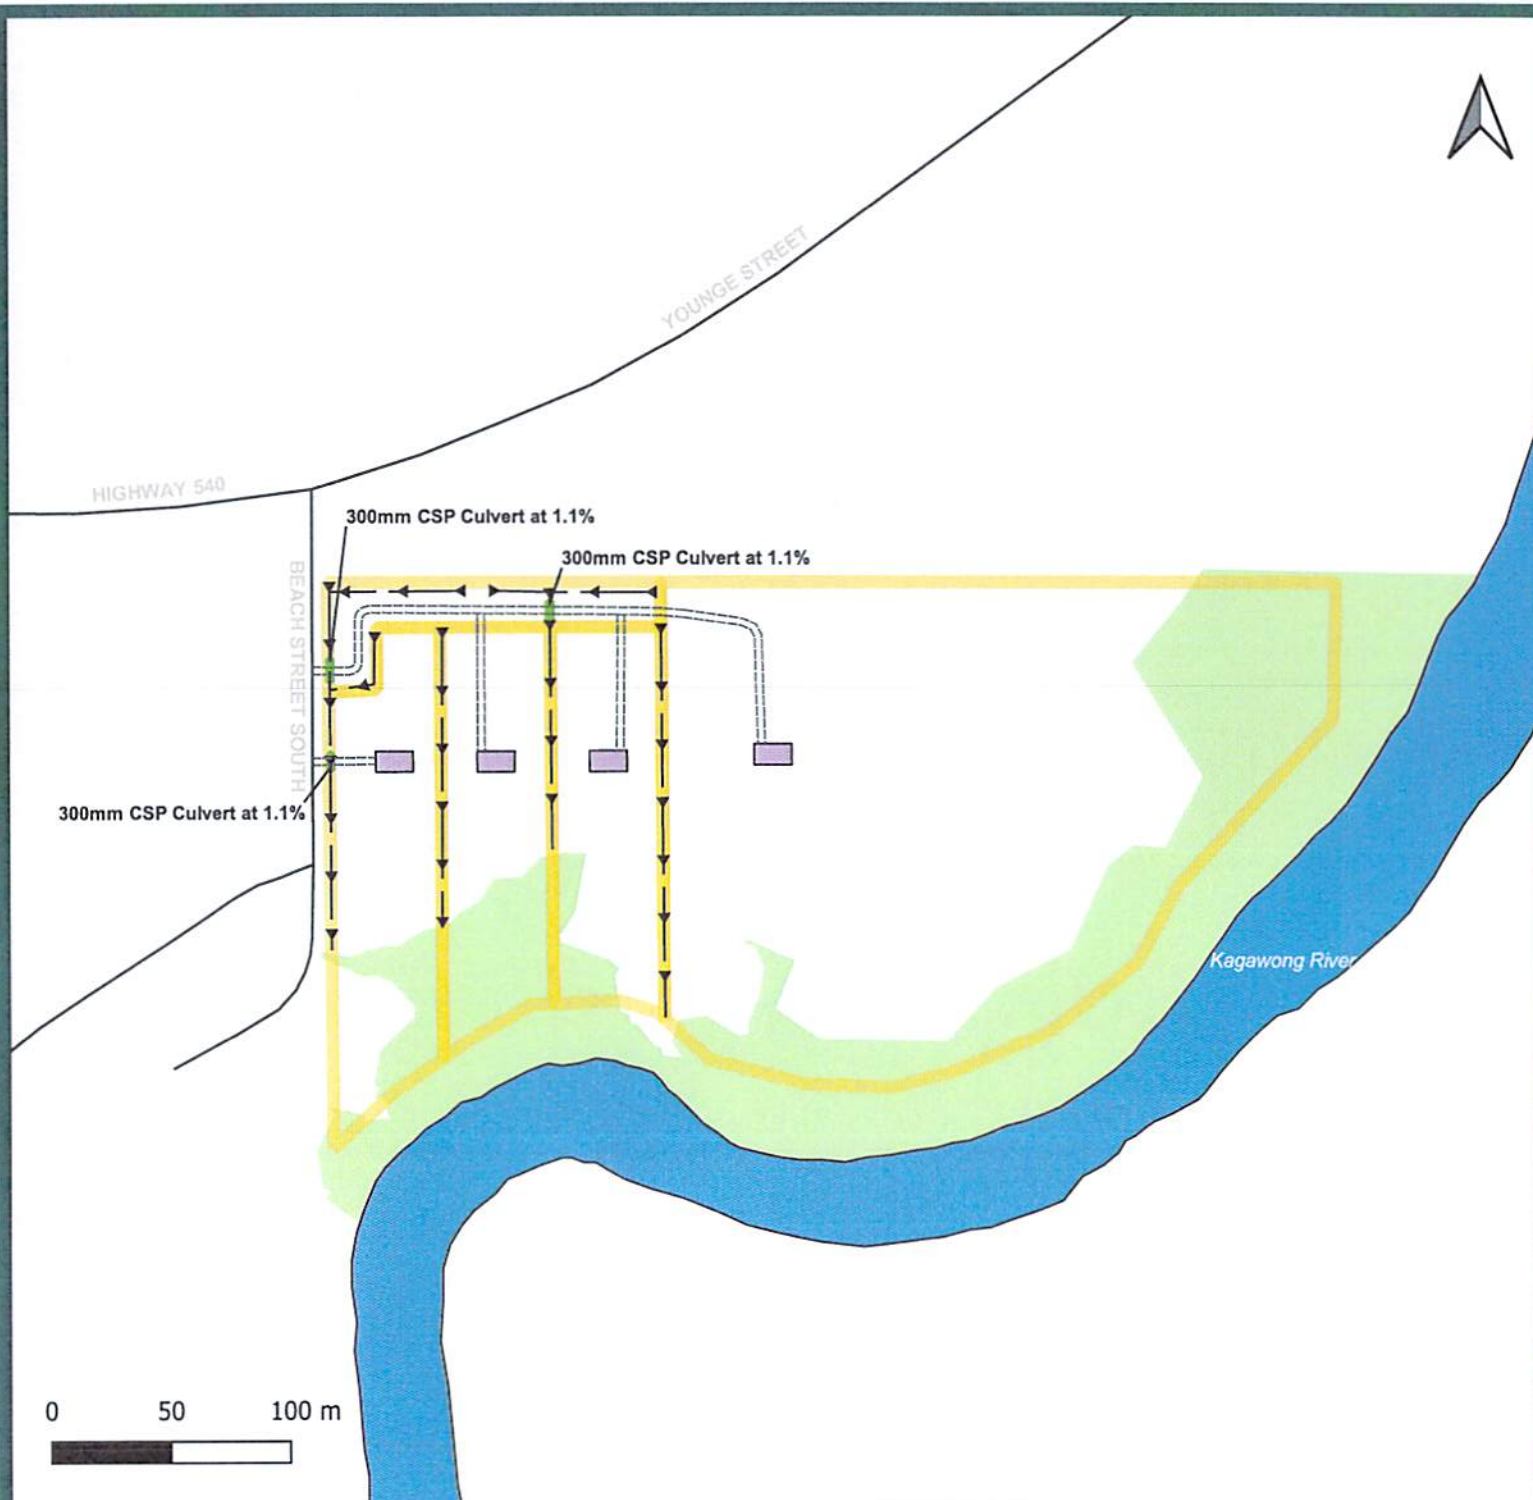 YOUNGE STREET
HIGHWAY 540
300mm CSP Culvert at 1.1%
300mm CSP Culvert at 1.1%
BEACH STREET SOUTH
300mm CSP Culvert at 1.1%
Kagawong River
0 50 100 m